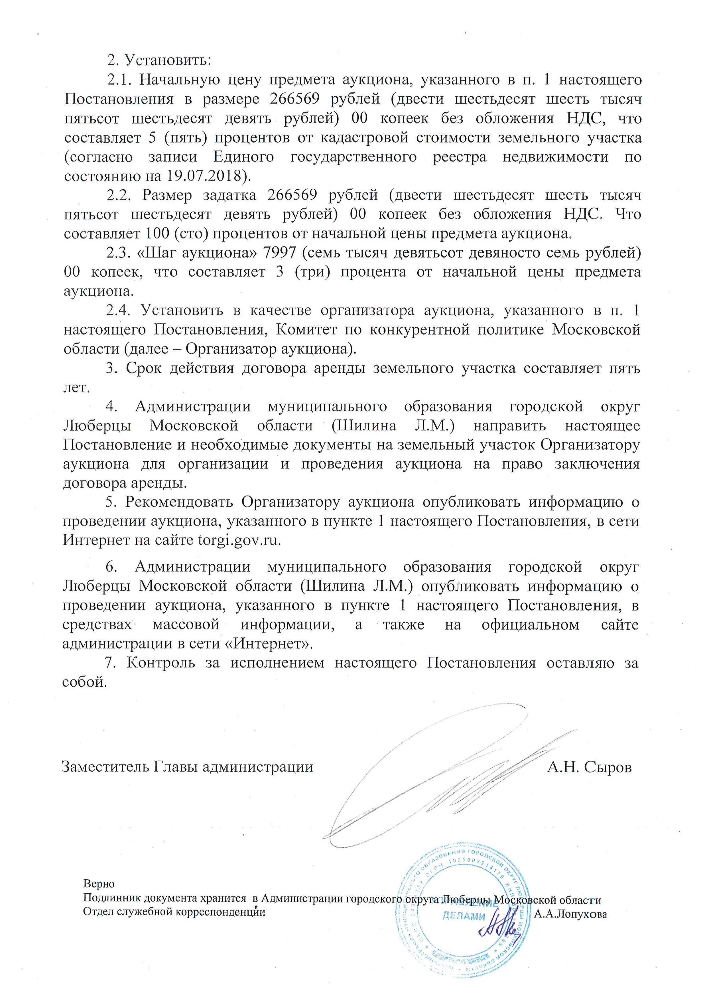 2. Установить:
2.1. Начальную цену предмета аукциона, указанного в п. 1 настоящего
Постановления в размере 266569 рублей (двести шестьдесят шесть тысяч
пятьсот шестьдесят девять рублей) 00 копеек без обложения НДС, что
составляет 5 (пять) процентов от кадастровой стоимости земельного участка
(согласно записи Единого государственного реестра недвижимости по
состоянию на 19.07.2018).
2.2. Размер задатка 266569 рублей (двести шестьдесят шесть тысяч
пятьсот шестьдесят девять рублей) 00 копеек без обложения НДС. Что
составляет 100 (сто) процентов от начальной цены предмета аукциона.
2.3. «Шаг аукциона» 7997 (семь тысяч девятьсот девяносто семь рублей)
00 копеек, что составляет 3 (три) процента от начальной цены предмета
аукциона.
2.4. Установить в качестве организатора аукциона, указанного в п. 1
настоящего Постановления, Комитет по конкурентной политике Московской
области (далее – Организатор аукциона).
3. Срок действия договора аренды земельного участка составляет пять
лет.
4. Администрации муниципального образования городской округ
Люберцы Московской области (Шилина Л.М.) направить настоящее
Постановление и необходимые документы на земельный участок Организатору
аукциона для организации и проведения аукциона на право заключения
договора аренды.
5. Рекомендовать Организатору аукциона опубликовать информацию о
проведении аукциона, указанного в пункте 1 настоящего Постановления, в сети
Интернет на сайте torgi.gov.ru.
6. Администрации муниципального образования городской округ
Люберцы Московской области (Шилина Л.М.) опубликовать информацию о
проведении аукциона, указанного в пункте 1 настоящего Постановления, в
средствах массовой информации, а также на официальном сайте
администрации в сети «Интернет».
7. Контроль за исполнением настоящего Постановления оставляю за
собой.
Заместитель Главы администрации А.Н. Сыров
Верно
Подлинник документа хранится в Администрации городского округа Люберцы Московской области
Отдел служебной корреспонденции А.А.Лопухова
ОБРАЗОВАНИЯ ГОРОДСКОЙ ОКРУГ ЛЮБЕРЦЫ МОСКОВСКОЙ ОБЛАСТИ
ОГРН 1025003213179 ИНН
УПРАВЛЕНИЕ
ДЕЛАМИ